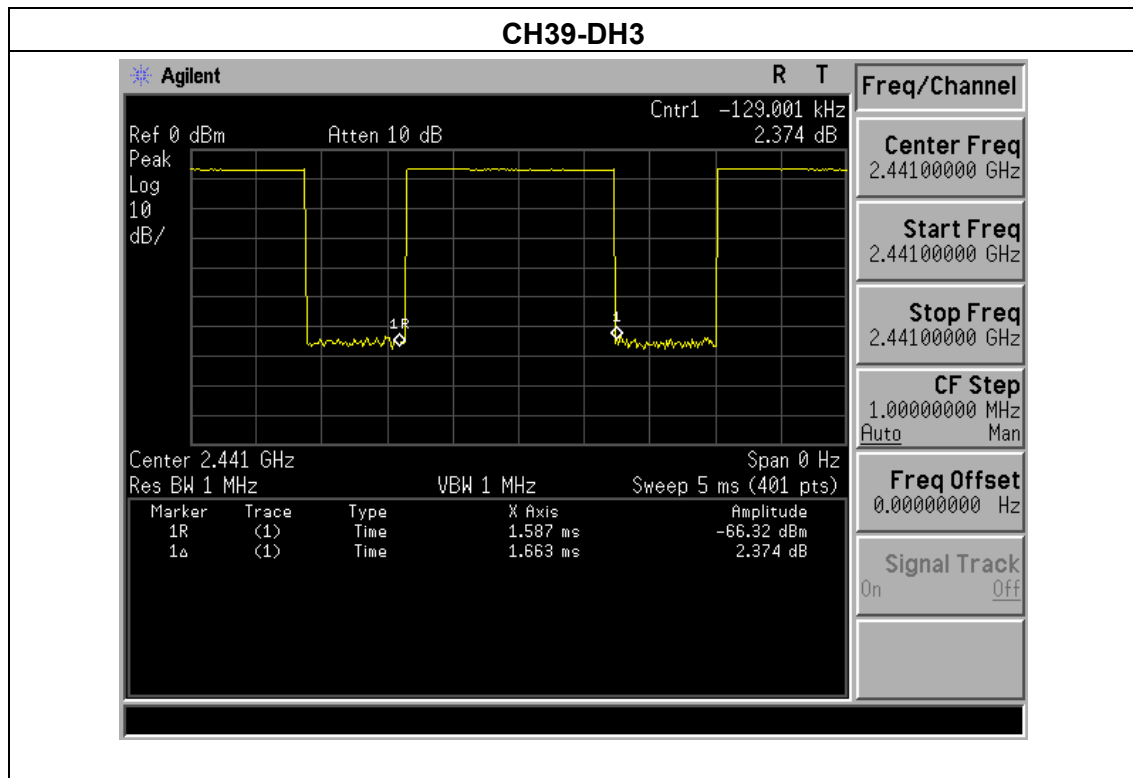 CH39-DH3
Agilent R T
Cntr1 -129.001 kHz
Ref 0 dBm Atten 10 dB 2.374 dB
Peak
Log
10
dB/
1R
1
Center 2.441 GHz Span 0 Hz
Res BW 1 MHz VBW 1 MHz Sweep 5 ms (401 pts)
Marker Trace Type X Axis Amplitude
1R (1) Time 1.587 ms -66.32 dBm
1Δ (1) Time 1.663 ms 2.374 dB
Freq/Channel
Center Freq
2.44100000 GHz
Start Freq
2.44100000 GHz
Stop Freq
2.44100000 GHz
CF Step
1.00000000 MHz
Auto Man
Freq Offset
0.00000000 Hz
Signal Track
On Off